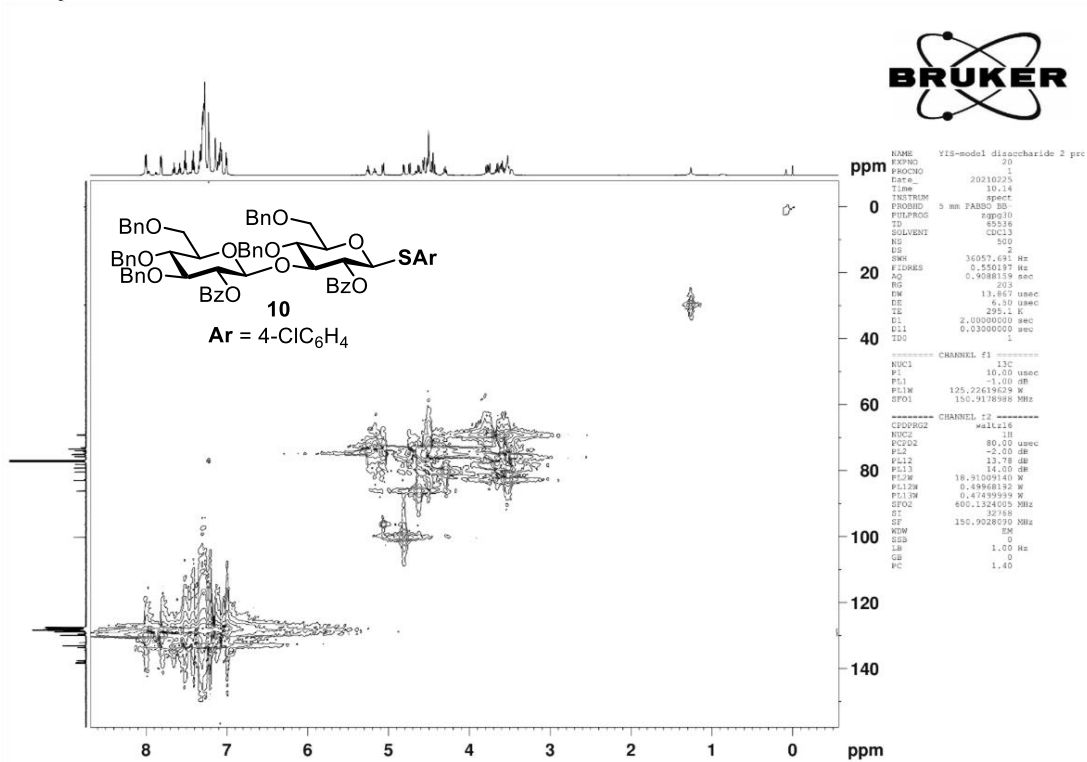 BRUKER
NAME YIS-model disaccharide 2 prc
EXPNO 20
PROCNO 1
Date_ 20210225
Time 10.14
INSTRUM spect
PROBHD 5 mm PABBO BB-
PULPROG zgpg30
TD 65536
SOLVENT CDCl3
NS 500
DS 2
SWH 36057.691 Hz
FIDRES 0.550197 Hz
AQ 0.9088159 sec
RG 203
DW 13.867 usec
DE 6.50 usec
TE 295.1 K
D1 2.00000000 sec
D11 0.03000000 sec
TD0 1
======== CHANNEL f1 ========
NUC1 13C
P1 10.00 usec
PL1 -1.00 dB
PL1W 125.22619629 W
SFO1 150.9178988 MHz
======== CHANNEL f2 ========
CPDPRG2 waltz16
NUC2 1H
PCPD2 80.00 usec
PL2 -2.00 dB
PL12 13.78 dB
PL13 14.00 dB
PL2W 18.91009140 W
PL12W 0.49968192 W
PL13W 0.47499999 W
SFO2 600.1324005 MHz
SI 32768
SF 150.9028090 MHz
WDW EM
SSB 0
LB 1.00 Hz
GB 0
PC 1.40
ppm
0
20
40
60
80
100
120
140
BnO
BnO
BnO
BnO
O
BnO
O
BzO
O
SAr
BnO
BzO
10
Ar = 4-ClC6H4
8 7 6 5 4 3 2 1 0 ppm